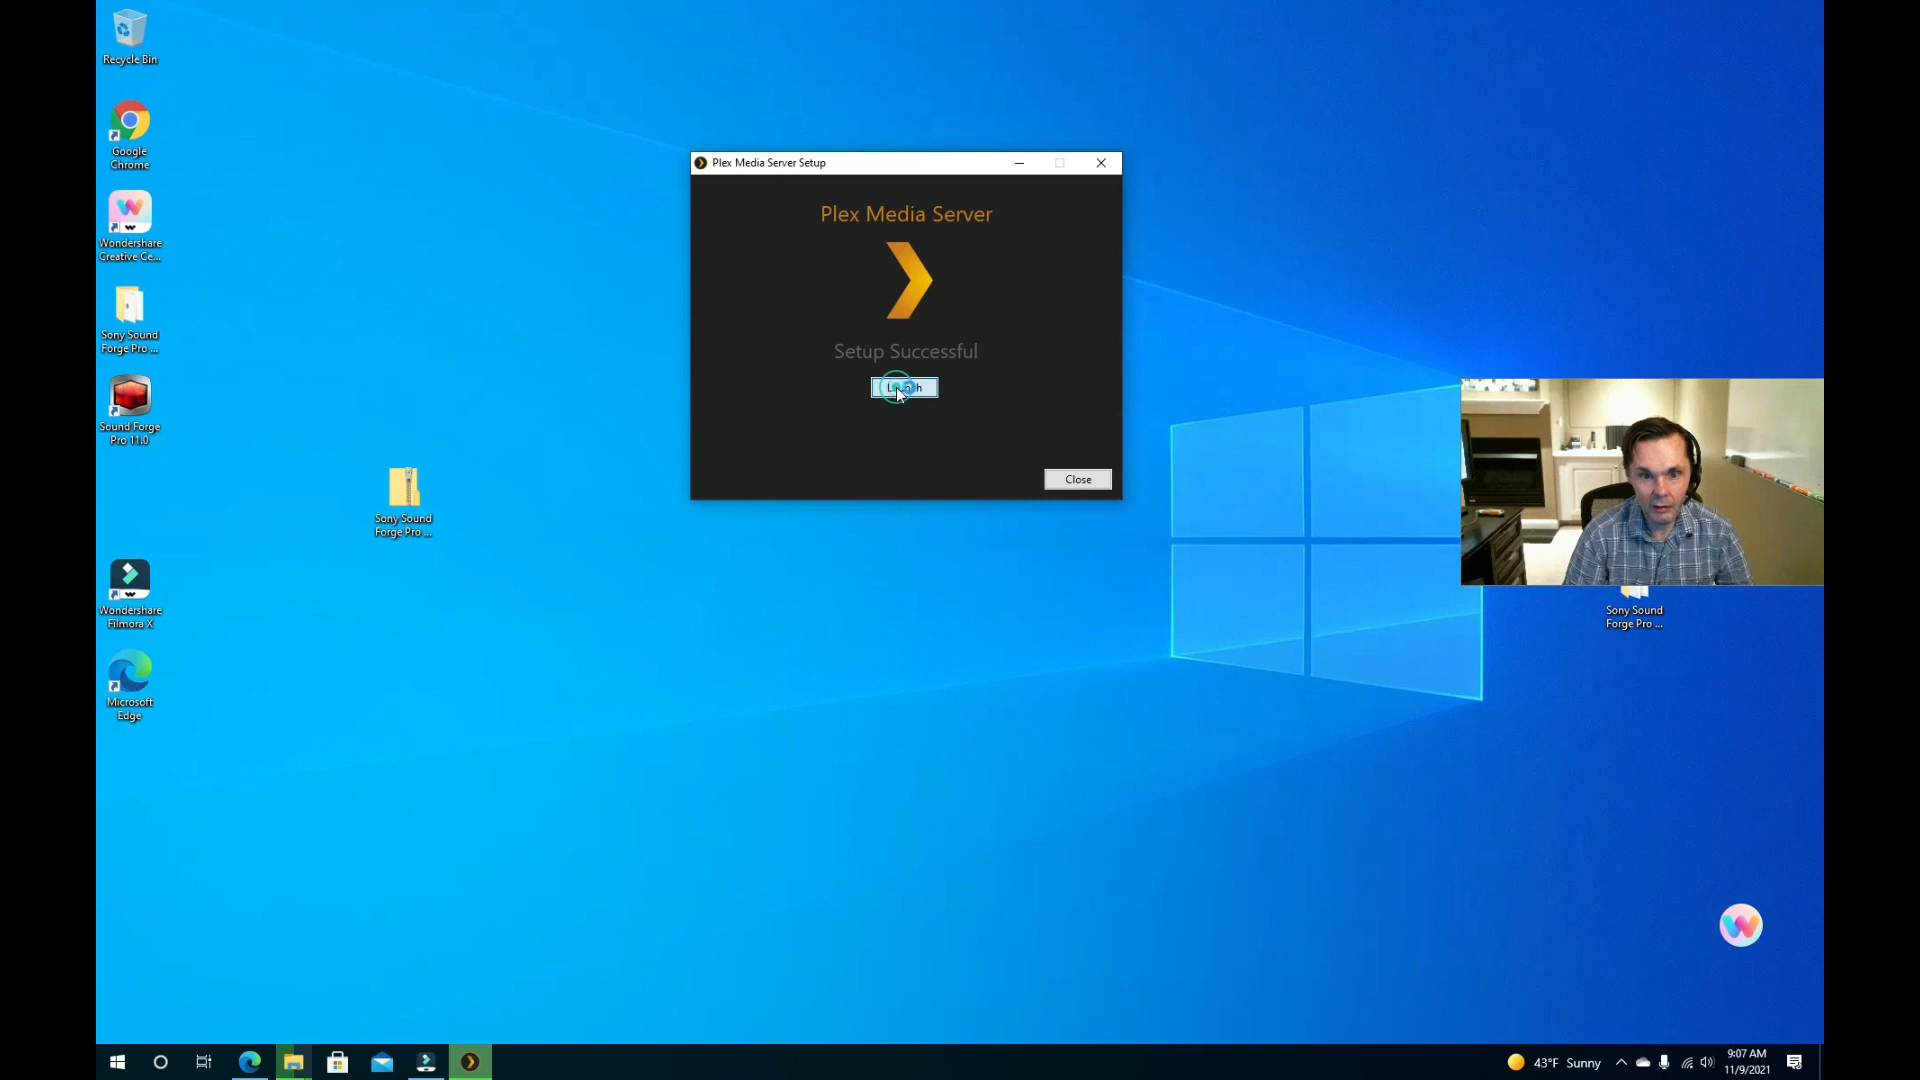 Recycle Bin
Google
Chrome
Wondershare
Creative Ce...
Sony Sound
Forge Pro ...
Sound Forge
Pro 11.0
Sony Sound
Forge Pro ...
Wondershare
Filmora X
Microsoft
Edge
Plex Media Server Setup
Plex Media Server
Setup Successful
Close
Sony Sound
Forge Pro ...
43°F Sunny
9:07 AM
11/9/2021